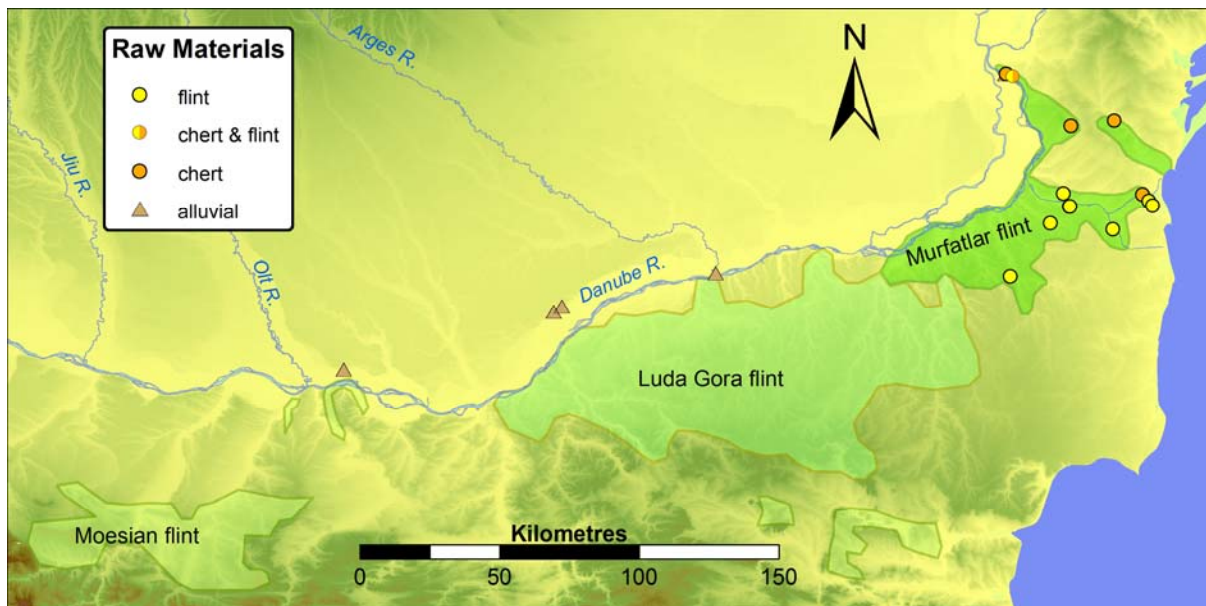 Raw Materials
flint
chert & flint
chert
alluvial
Arges R.
N
Jiu R.
Olt R.
Danube R.
Murfatlar flint
Luda Gora flint
Moesian flint
Kilometres
0 50 100 150